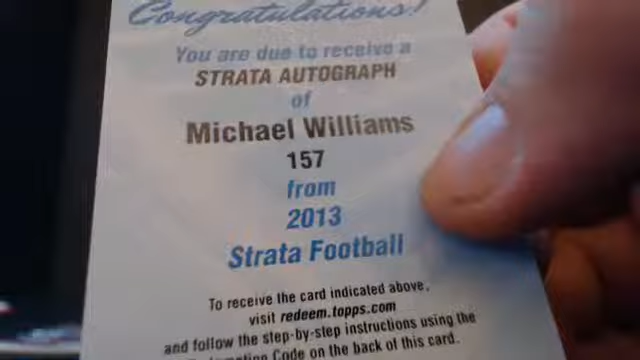 Congratulations!
You are due to receive a
STRATA AUTOGRAPH
of
Michael Williams
157
from
2013
Strata Football
To receive the card indicated above,
visit redeem.topps.com
and follow the step-by-step instructions using the
Code on the back of this card.